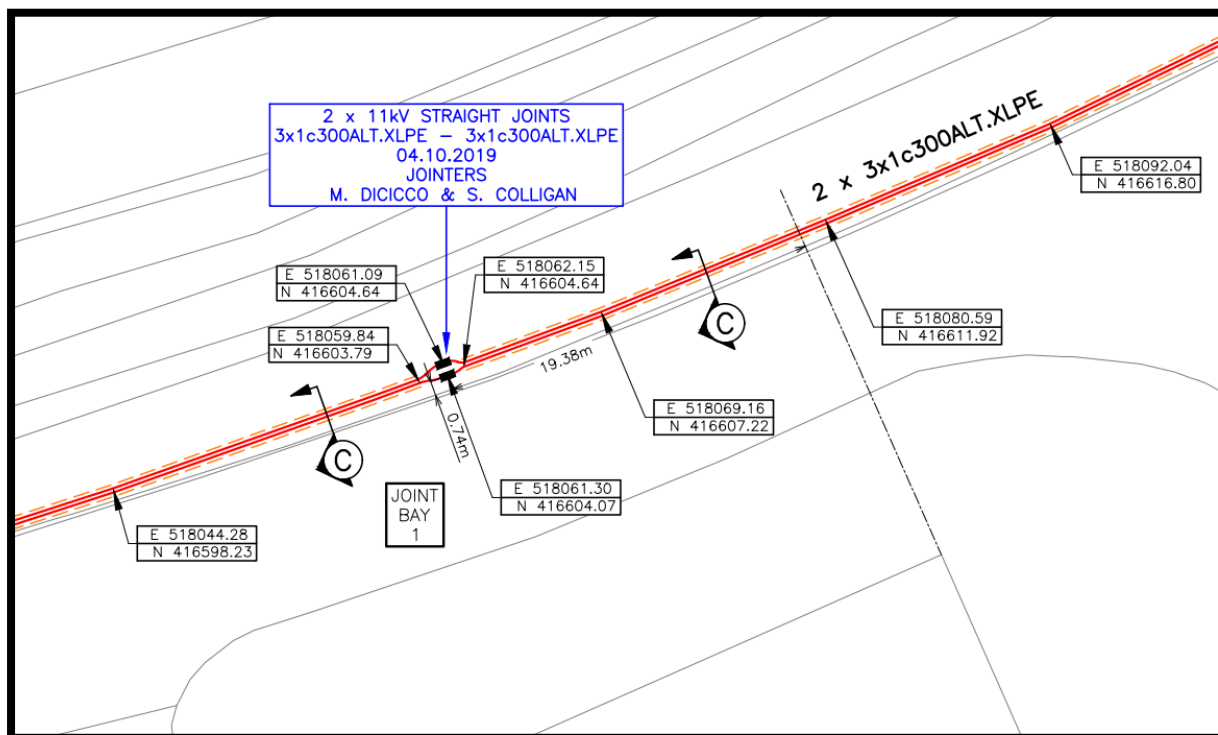 2 x 11kV STRAIGHT JOINTS
3x1c300ALT.XLPE – 3x1c300ALT.XLPE
04.10.2019
JOINTERS
M. DICICCO & S. COLLIGAN
2 x 3x1c300ALT.XLPE
E 518092.04
N 416616.80
E 518061.09
N 416604.64
E 518062.15
N 416604.64
E 518059.84
N 416603.79
E 518080.59
N 416611.92
C
19.38m
E 518069.16
N 416607.22
0.74m
C
JOINT
BAY
1
E 518061.30
N 416604.07
E 518044.28
N 416598.23